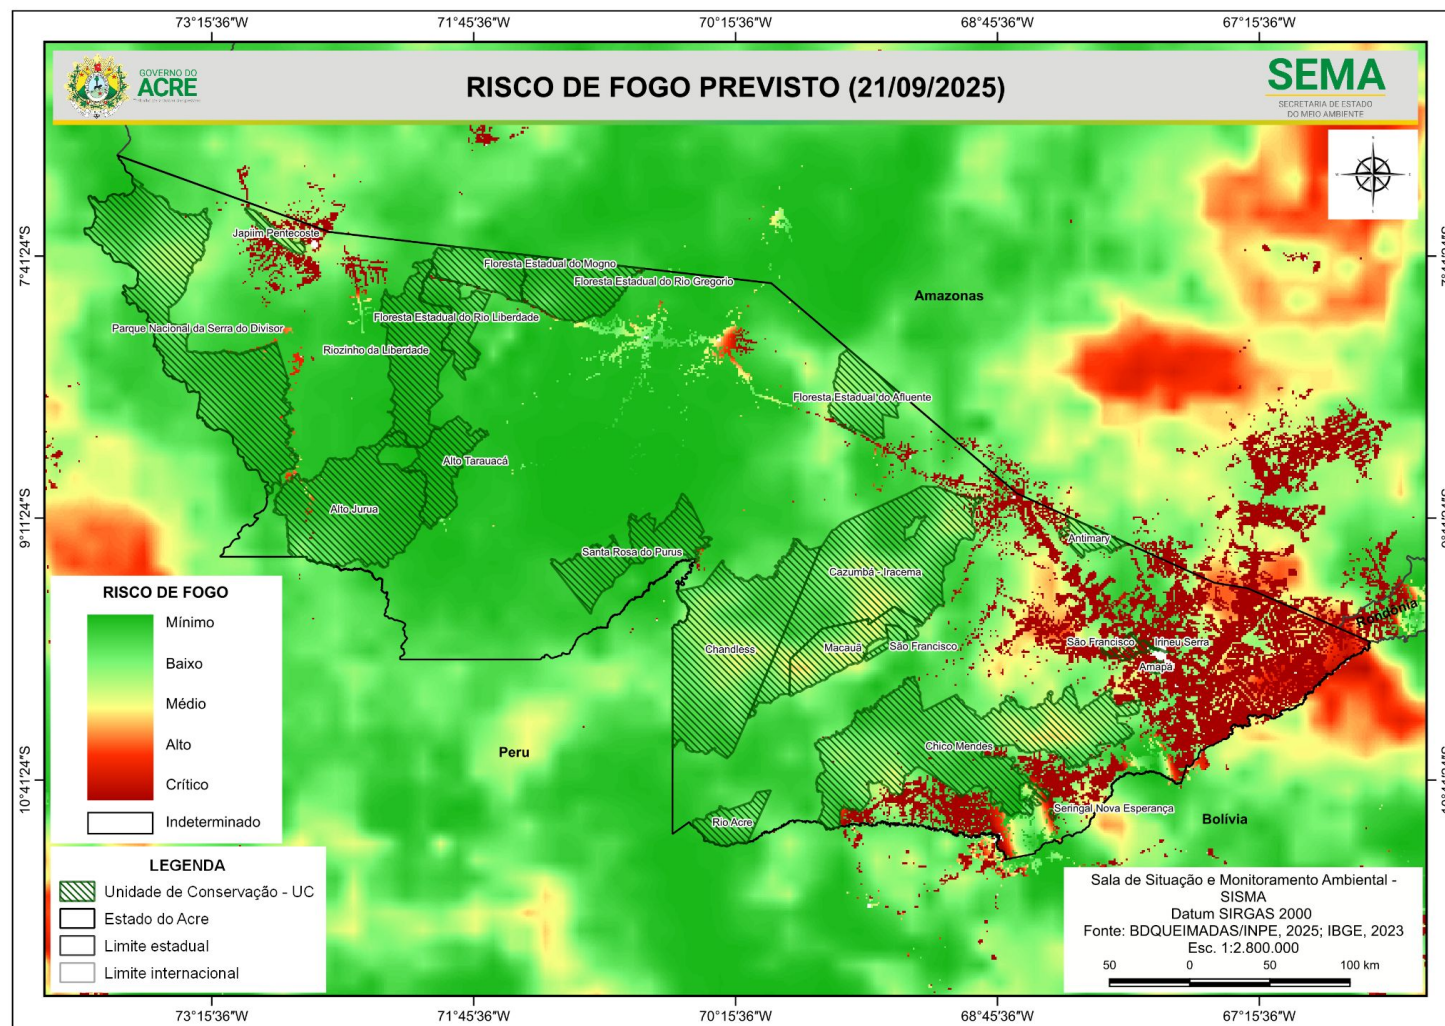 73°15'36"W
71°45'36"W
70°15'36"W
68°45'36"W
67°15'36"W
GOVERNO DO
ACRE
RISCO DE FOGO PREVISTO (21/09/2025)
SEMA
SECRETARIA DE ESTADO
DO MEIO AMBIENTE
7°41'24"S
Japiim Pentecoste
Floresta Estadual do Mogno
Floresta Estadual do Rio Gregorio
Amazonas
Parque Nacional da Serra do Divisor
Floresta Estadual do Rio Liberdade
Riozinho da Liberdade
Floresta Estadual do Afluente
Alto Tarauacá
Alto Jurua
9°11'24"S
Antimary
Santa Rosa do Purus
Cazumbá - Iracema
Rondônia
Chandless
Macauã
São Francisco
São Francisco
Irineu Serra
Amapá
Chico Mendes
Peru
10°41'24"S
Seringal Nova Esperança
Rio Acre
Bolívia
RISCO DE FOGO
Mínimo
Baixo
Médio
Alto
Crítico
Indeterminado
LEGENDA
Unidade de Conservação - UC
Estado do Acre
Limite estadual
Limite internacional
Sala de Situação e Monitoramento Ambiental -
SISMA
Datum SIRGAS 2000
Fonte: BDQUEIMADAS/INPE, 2025; IBGE, 2023
Esc. 1:2.800.000
50 0 50 100 km
73°15'36"W
71°45'36"W
70°15'36"W
68°45'36"W
67°15'36"W